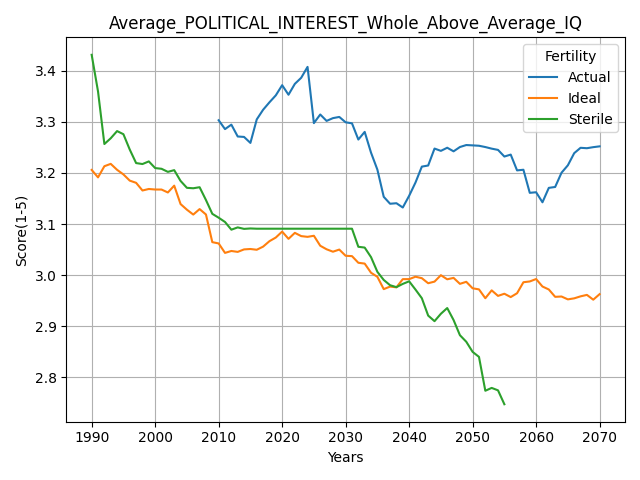 Average_POLITICAL_INTEREST_Whole_Above_Average_IQ
Fertility
Actual
Ideal
Sterile
Score(1-5)
3.4
3.3
3.2
3.1
3.0
2.9
2.8
1990 2000 2010 2020 2030 2040 2050 2060 2070
Years